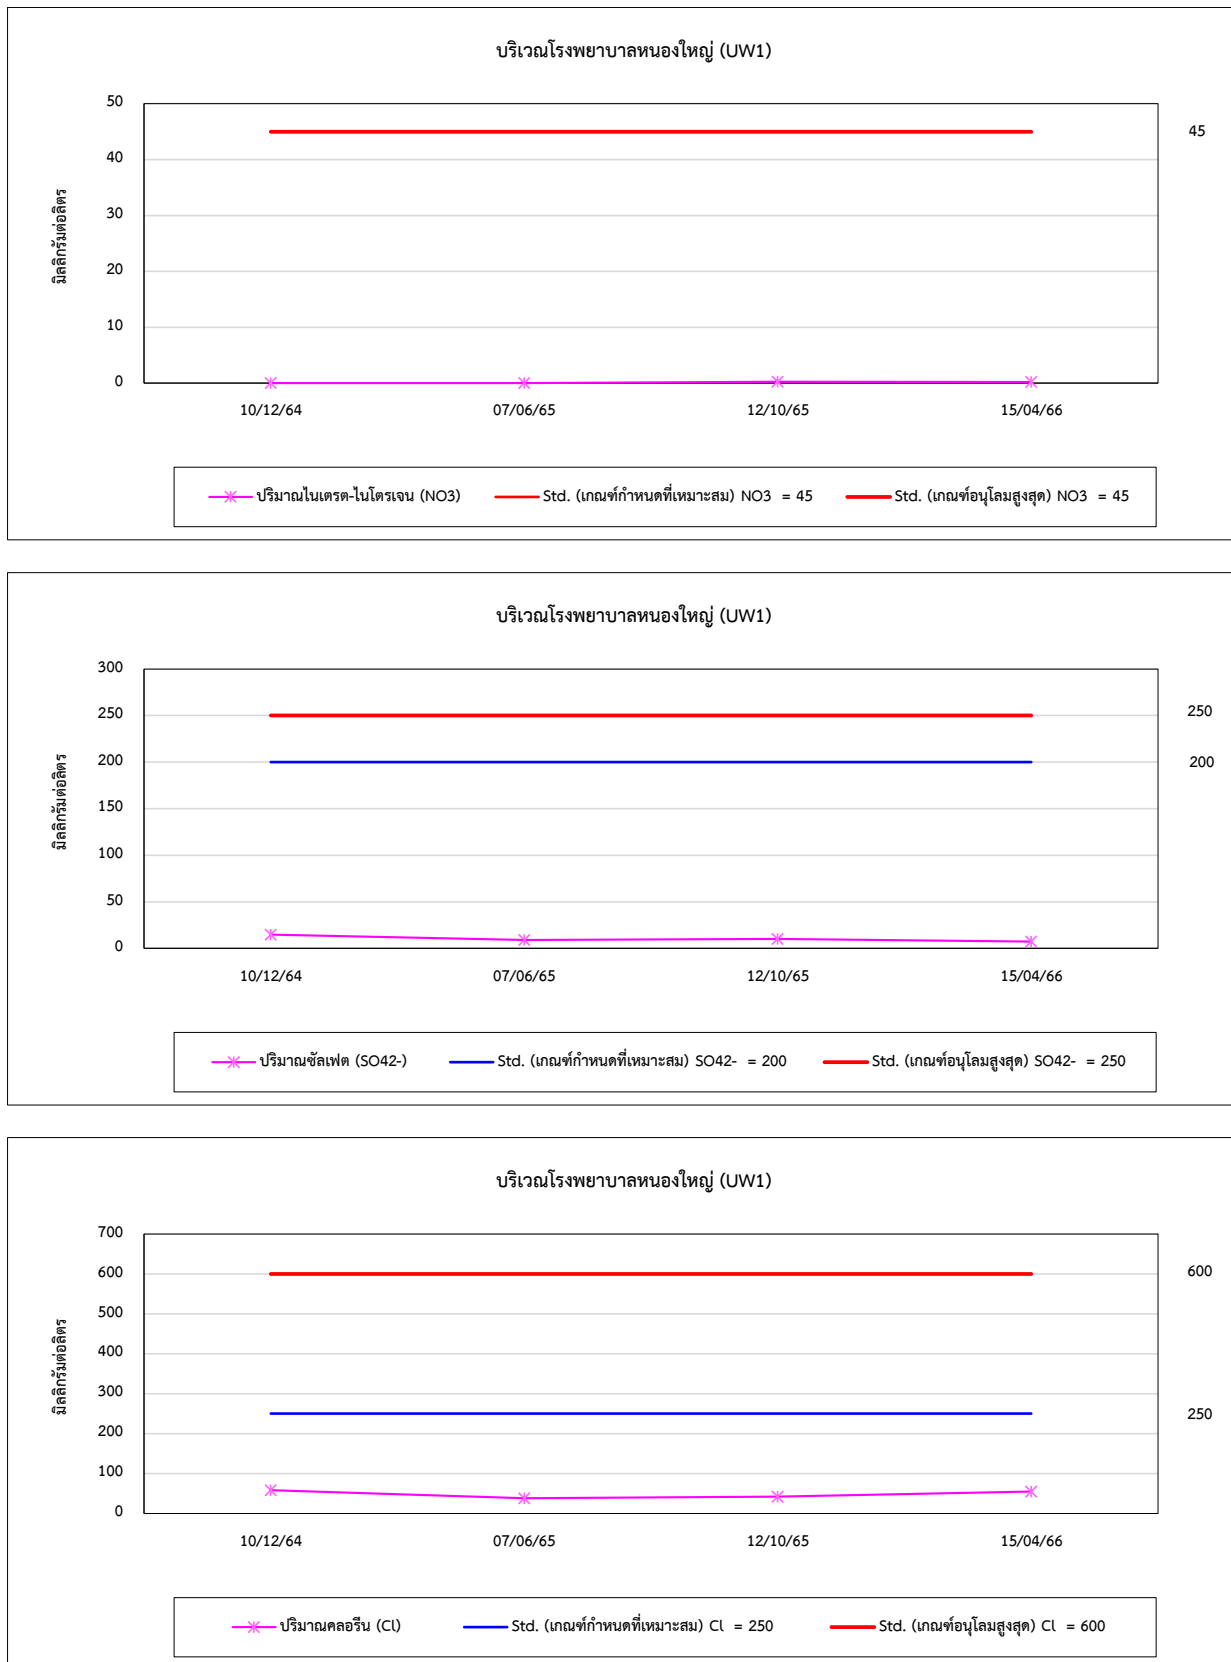 บริเวณโรงพยาบาลหนองใหญ่ (UW1)
มิลลิกรัมต่อลิตร
50
40
30
20
10
0
45
10/12/64 07/06/65 12/10/65 15/04/66
ปริมาณไนเตรต-ไนโตรเจน (NO3) Std. (เกณฑ์กำหนดที่เหมาะสม) NO3 = 45 Std. (เกณฑ์อนุโลมสูงสุด) NO3 = 45
บริเวณโรงพยาบาลหนองใหญ่ (UW1)
มิลลิกรัมต่อลิตร
300
250
200
150
100
50
0
250
200
10/12/64 07/06/65 12/10/65 15/04/66
ปริมาณซัลเฟต (SO42-) Std. (เกณฑ์กำหนดที่เหมาะสม) SO42- = 200 Std. (เกณฑ์อนุโลมสูงสุด) SO42- = 250
บริเวณโรงพยาบาลหนองใหญ่ (UW1)
มิลลิกรัมต่อลิตร
700
600
500
400
300
200
100
0
600
250
10/12/64 07/06/65 12/10/65 15/04/66
ปริมาณคลอรีน (Cl) Std. (เกณฑ์กำหนดที่เหมาะสม) Cl = 250 Std. (เกณฑ์อนุโลมสูงสุด) Cl = 600